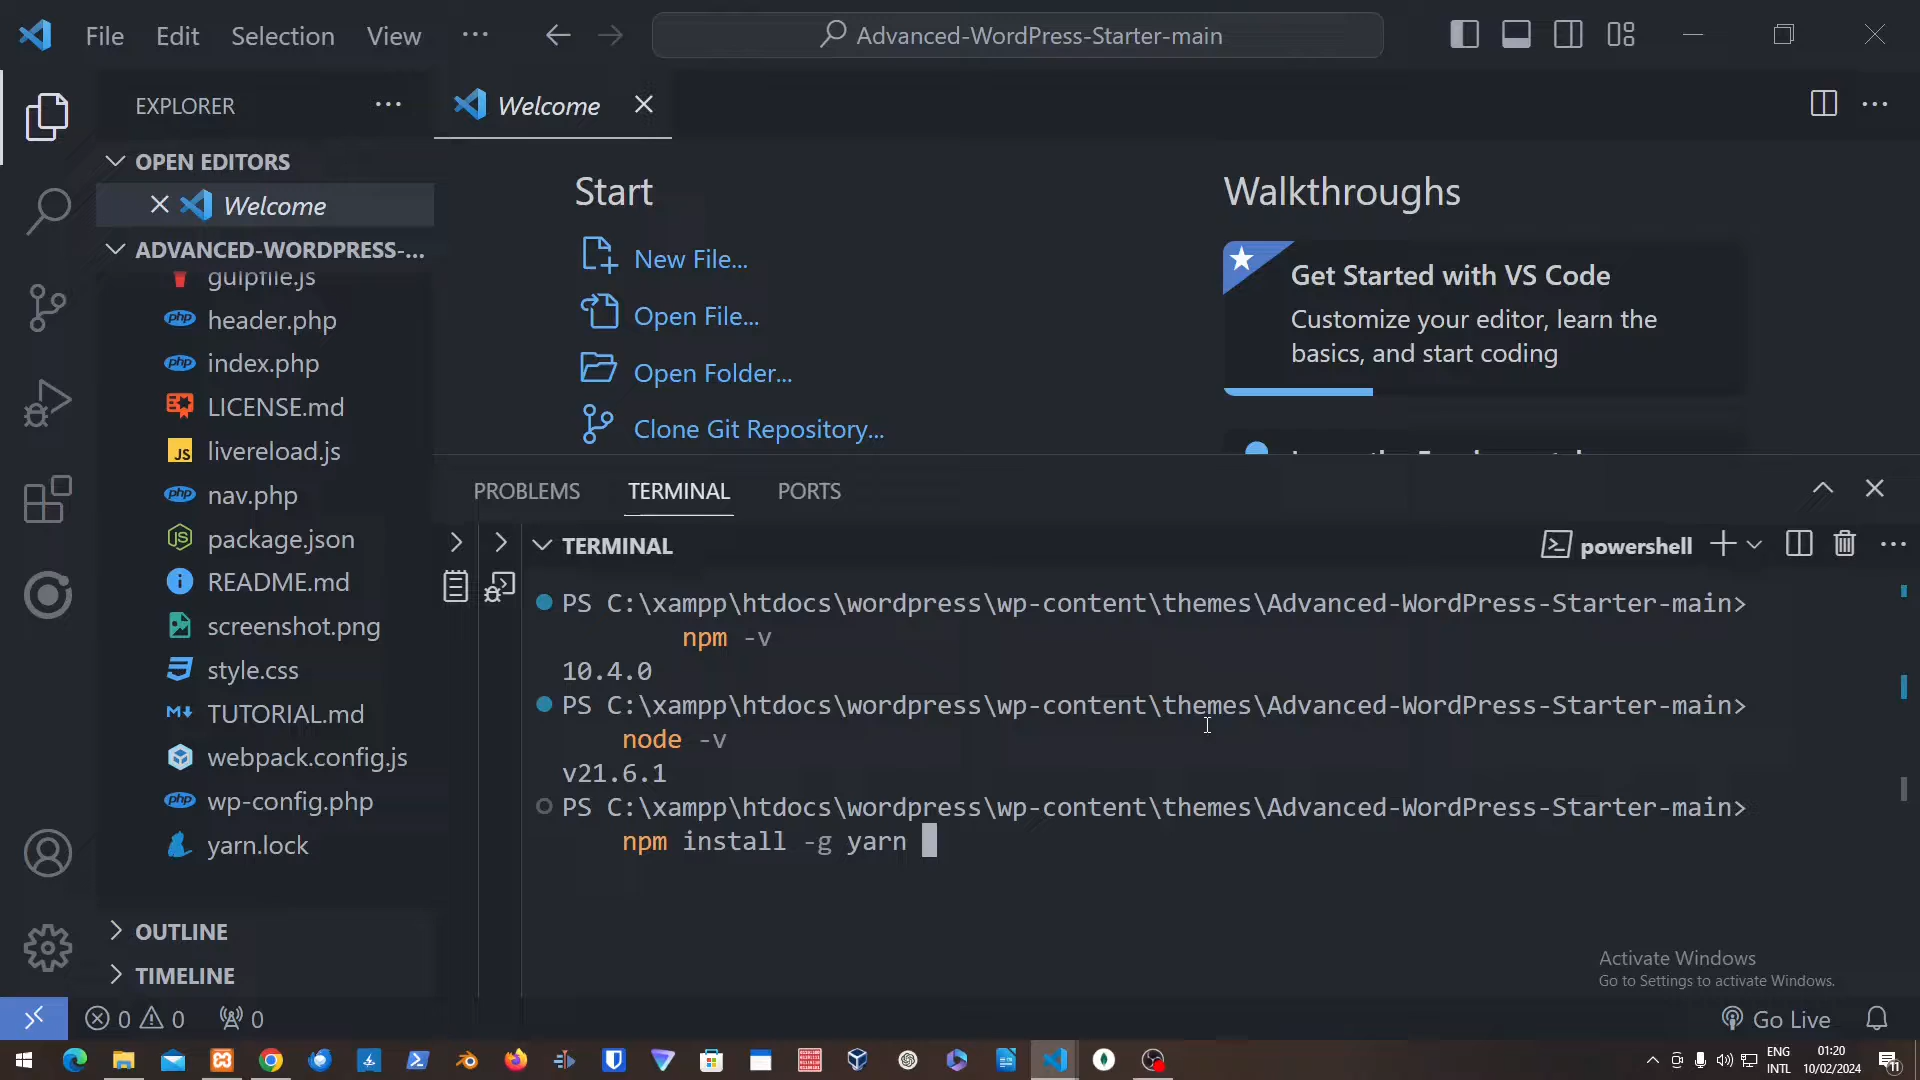 File Edit Selection View ··· Advanced-WordPress-Starter-main
EXPLORER
Welcome
OPEN EDITORS
Welcome
ADVANCED-WORDPRESS-...
gulpfile.js
header.php
index.php
LICENSE.md
livereload.js
nav.php
package.json
README.md
screenshot.png
style.css
TUTORIAL.md
webpack.config.js
wp-config.php
yarn.lock
OUTLINE
TIMELINE
Start
New File...
Open File...
Open Folder...
Clone Git Repository...
Walkthroughs
Get Started with VS Code
Customize your editor, learn the
basics, and start coding
PROBLEMS TERMINAL PORTS
TERMINAL
powershell
PS C:\xampp\htdocs\wordpress\wp-content\themes\Advanced-WordPress-Starter-main>
npm -v
10.4.0
PS C:\xampp\htdocs\wordpress\wp-content\themes\Advanced-WordPress-Starter-main>
node -v
v21.6.1
PS C:\xampp\htdocs\wordpress\wp-content\themes\Advanced-WordPress-Starter-main>
npm install -g yarn
Activate Windows
Go to Settings to activate Windows.
0 0 0
Go Live
ENG
INTL
01:20
10/02/2024
11